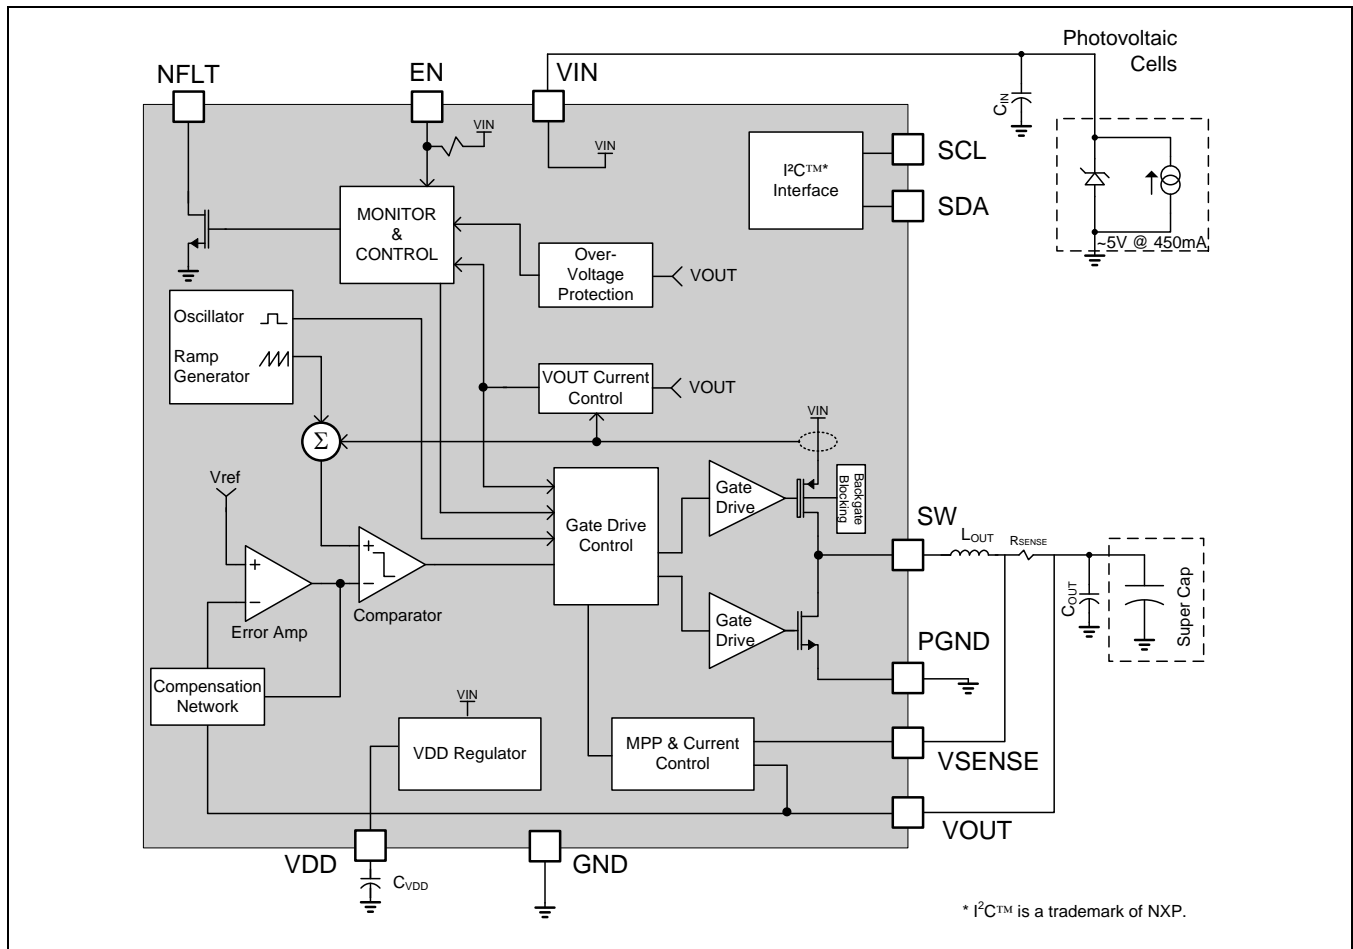 Photovoltaic
Cells
NFLT
EN
VIN
C_IN
VIN
VIN
SCL
I²C™*
Interface
SDA
MONITOR
&
CONTROL
~5V @ 450mA
Over-
Voltage
Protection
VOUT
Oscillator
Ramp
Generator
VOUT Current
Control
VOUT
VIN
Σ
Vref
Gate
Drive
Backgate
Blocking
SW
L_OUT
R_SENSE
Gate Drive
Control
+
−
Comparator
+
−
Error Amp
C_OUT
Super Cap
Gate
Drive
PGND
Compensation
Network
VIN
VDD Regulator
MPP & Current
Control
VSENSE
VOUT
VDD
GND
C_VDD
* I²C™ is a trademark of NXP.